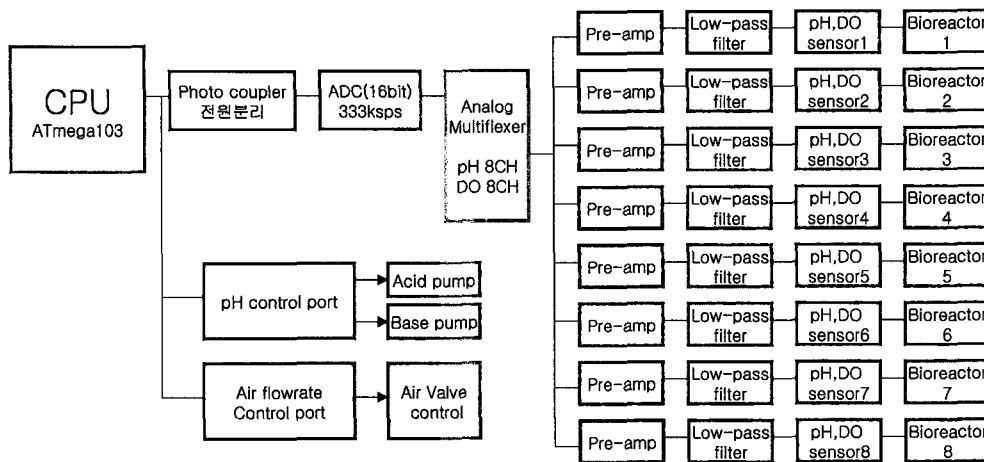 CPU
ATmega103
Photo coupler
전원분리
ADC(16bit)
333ksps
Analog
Multiflexer
pH 8CH
DO 8CH
pH control port
Acid pump
Base pump
Air flowrate
Control port
Air Valve
control
Pre-amp
Low-pass
filter
pH,DO
sensor1
Bioreactor
1
Pre-amp
Low-pass
filter
pH,DO
sensor2
Bioreactor
2
Pre-amp
Low-pass
filter
pH,DO
sensor3
Bioreactor
3
Pre-amp
Low-pass
filter
pH,DO
sensor4
Bioreactor
4
Pre-amp
Low-pass
filter
pH,DO
sensor5
Bioreactor
5
Pre-amp
Low-pass
filter
pH,DO
sensor6
Bioreactor
6
Pre-amp
Low-pass
filter
pH,DO
sensor7
Bioreactor
7
Pre-amp
Low-pass
filter
pH,DO
sensor8
Bioreactor
8